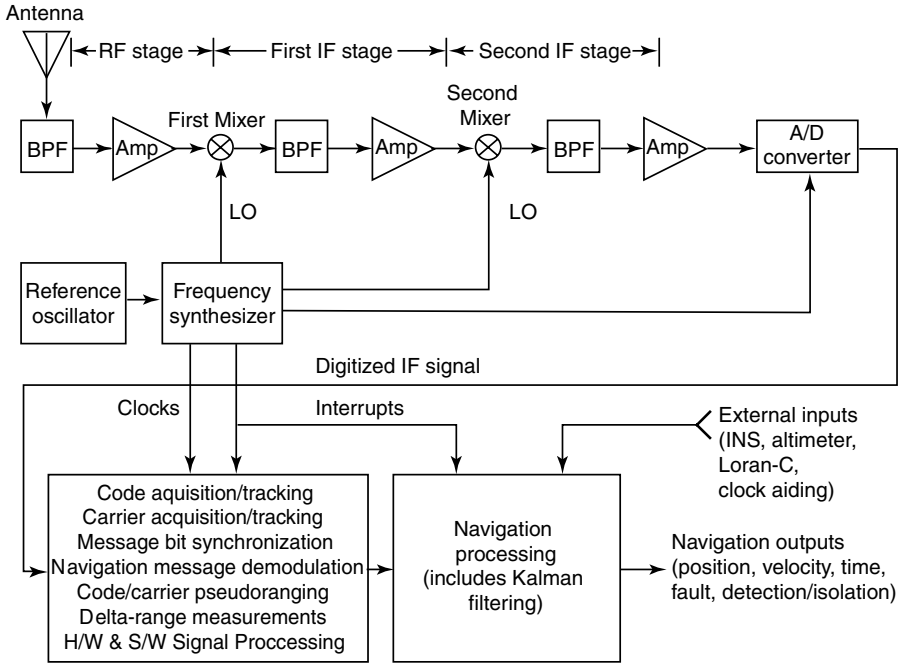 Antenna
RF stage
First IF stage
Second IF stage
BPF
Amp
First Mixer
BPF
Amp
Second
Mixer
BPF
Amp
A/D
converter
LO
LO
Reference
oscillator
Frequency
synthesizer
Digitized IF signal
Clocks
Interrupts
External inputs
(INS, altimeter,
Loran-C,
clock aiding)
Code aquisition/tracking
Carrier acquisition/tracking
Message bit synchronization
Navigation message demodulation
Code/carrier pseudoranging
Delta-range measurements
H/W & S/W Signal Proccessing
Navigation
processing
(includes Kalman
filtering)
Navigation outputs
(position, velocity, time,
fault, detection/isolation)